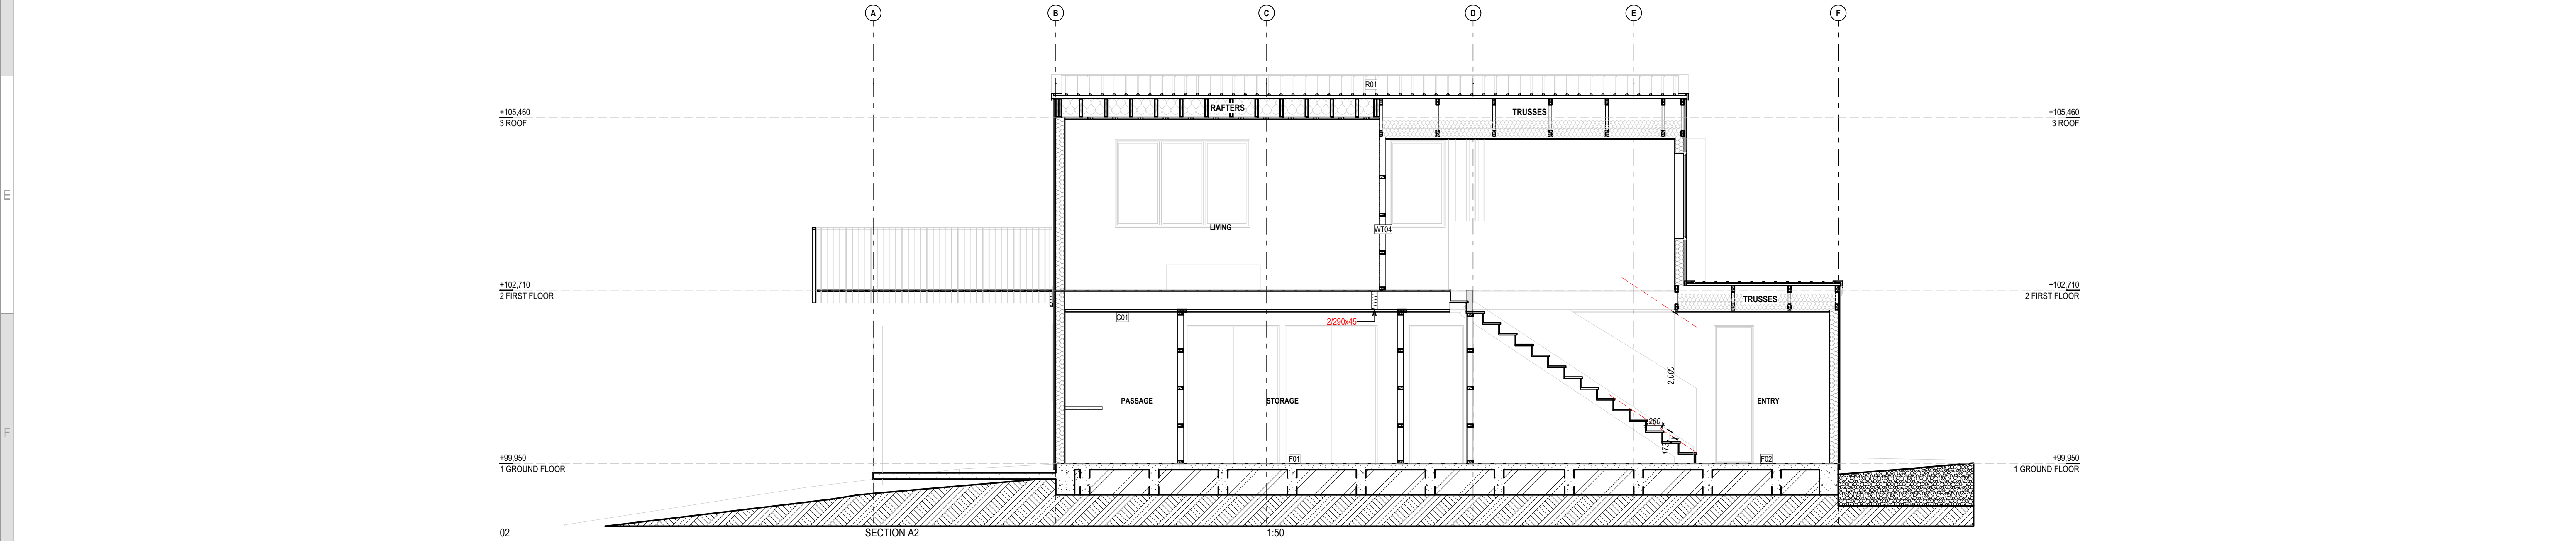 A
B
C
D
E
F
R01
+105,460
3 ROOF
RAFTERS
TRUSSES
+105,460
3 ROOF
E
LIVING
WT04
+102,710
2 FIRST FLOOR
TRUSSES
+102,710
2 FIRST FLOOR
C01
2/290x45
2,000
PASSAGE
STORAGE
ENTRY
260
F
+99,950
1 GROUND FLOOR
F01
F02
+99,950
1 GROUND FLOOR
02
SECTION A2
1:50